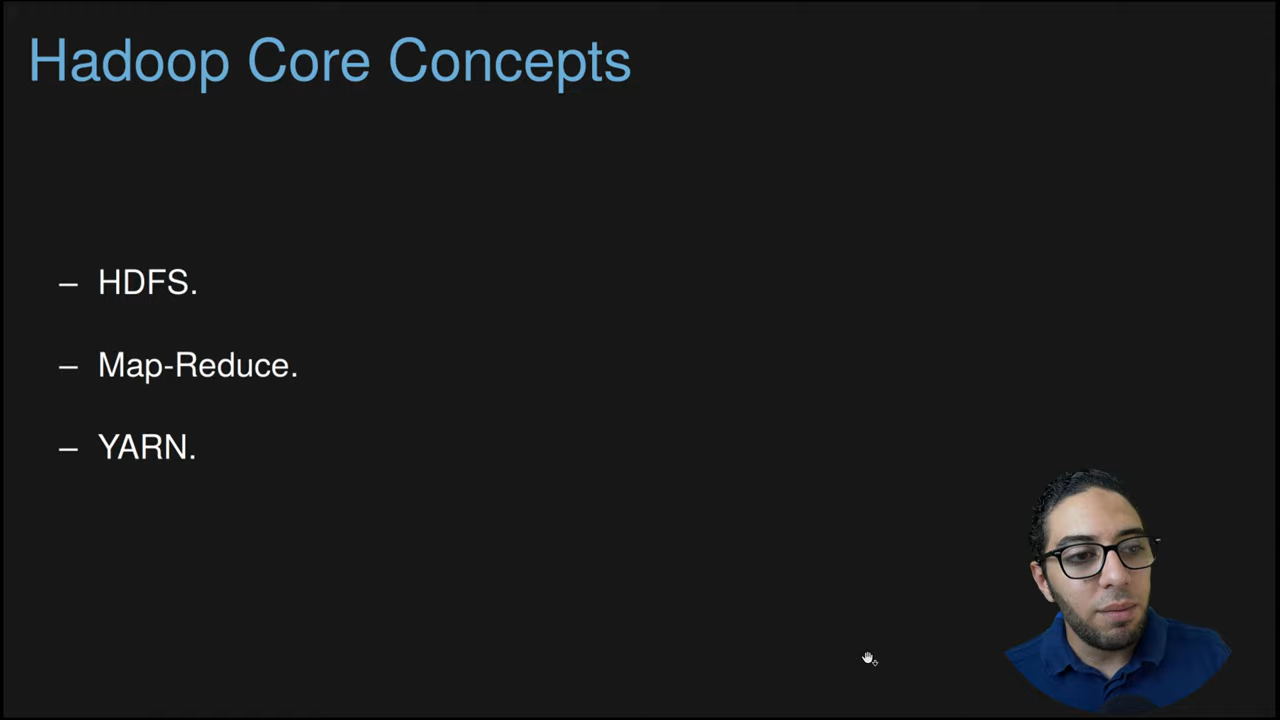 Hadoop Core Concepts
– HDFS.
– Map-Reduce.
– YARN.